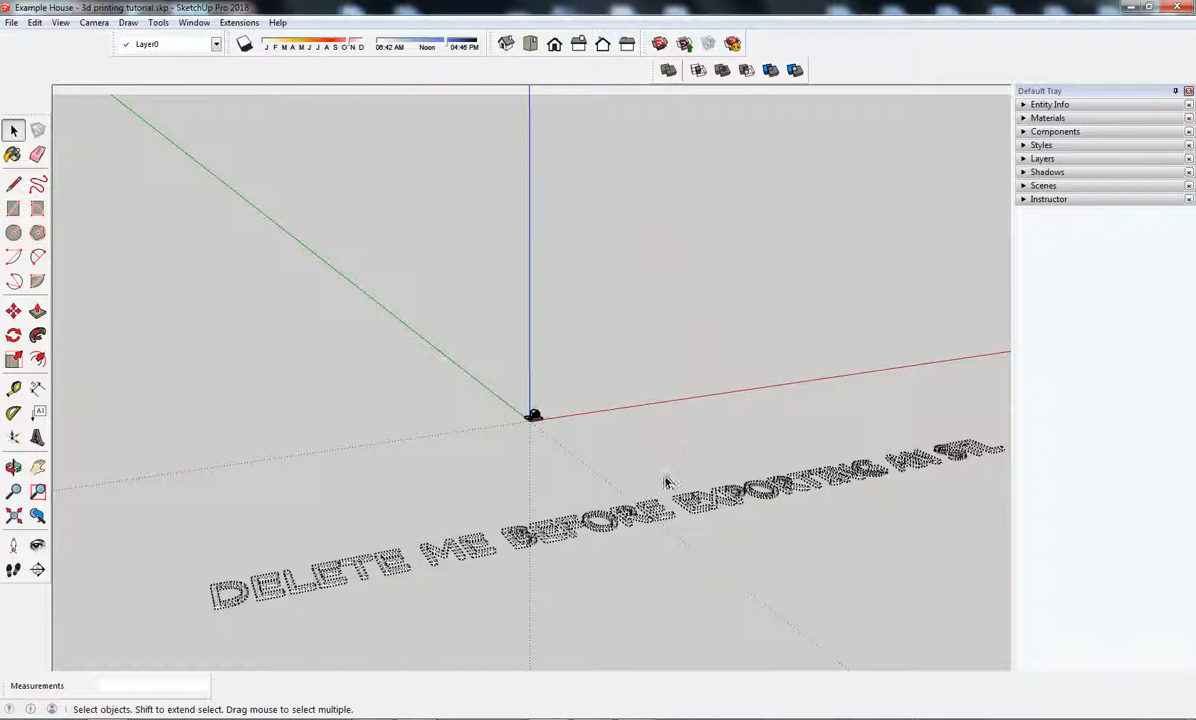 Example House - 3d printing tutorial.skp - SketchUp Pro 2018
File Edit View Camera Draw Tools Window Extensions Help
Layer0
J F M A M J J A S O N D
06:42 AM Noon 04:46 PM
Default Tray
Entity Info
Materials
Components
Styles
Layers
Shadows
Scenes
Instructor
DELETE ME BEFORE EXPORTING AN STL
Measurements
Select objects. Shift to extend select. Drag mouse to select multiple.